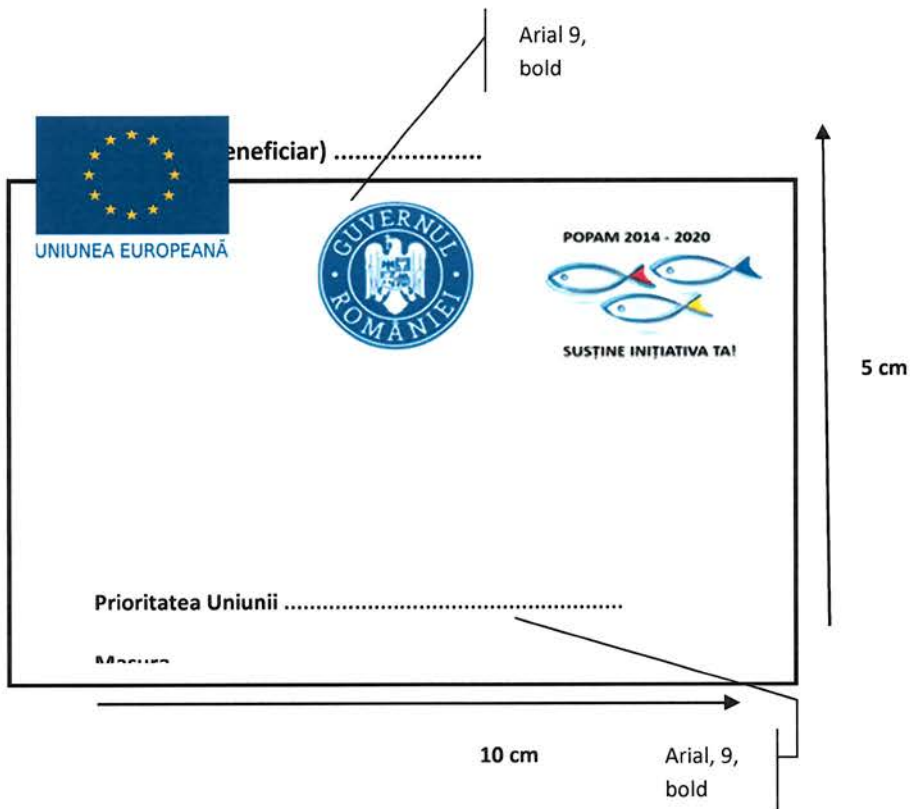 Arial 9,
bold
eneficiar) ........................
UNIUNEA EUROPEANĂ
GUVERNUL ROMÂNIEI
POPAM 2014 - 2020
SUSȚINE INIȚIATIVA TA!
5 cm
Prioritatea Uniunii ......................................................
Masura
10 cm
Arial, 9,
bold